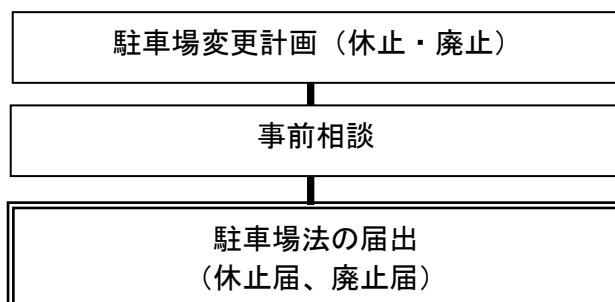 駐車場変更計画（休止・廃止）
事前相談
駐車場法の届出
（休止届、廃止届）